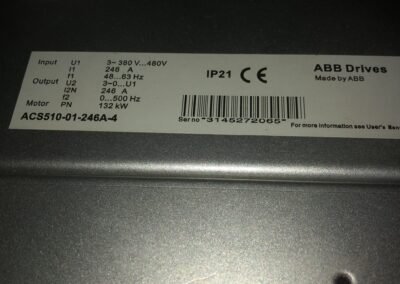 Input U1 3~380 V...480V
I1 246 A
f1 48...63 Hz
Output U2 3~0...U1
I2N 246 A
f2 0...500 Hz
Motor PN 132 kW
ACS510-01-246A-4
IP21 CE
Ser no "3145272065"
ABB Drives
Made by ABB
For more information see User's